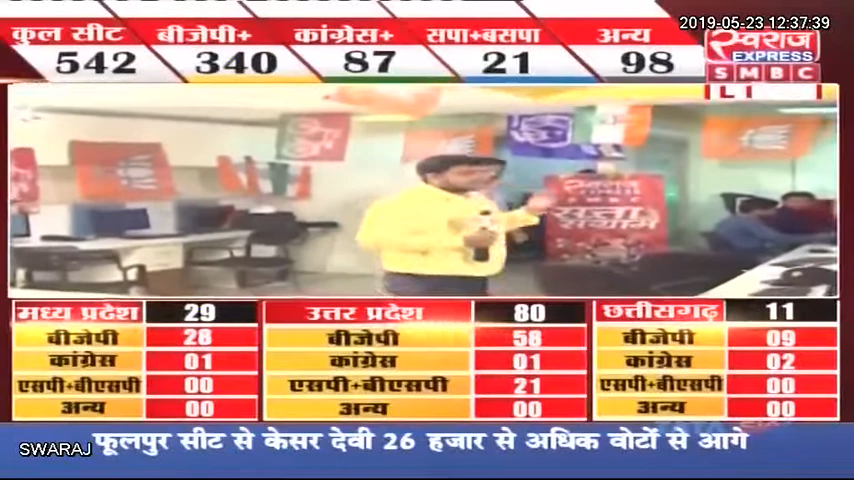 2019-05-23 12:37:39
कुल सीट बीजेपी+ कांग्रेस+ सपा+बसपा अन्य
542 340 87 21 98
स्वराज
EXPRESS
SMBC
सत्ता
संग्राम
मध्य प्रदेश 29
बीजेपी 28
कांग्रेस 01
एसपी+बीएसपी 00
अन्य 00
उत्तर प्रदेश 80
बीजेपी 58
कांग्रेस 01
एसपी+बीएसपी 21
अन्य 00
छत्तीसगढ़ 11
बीजेपी 09
कांग्रेस 02
एसपी+बीएसपी 00
अन्य 00
SWARAJ
फूलपुर सीट से केसर देवी 26 हजार से अधिक वोटों से आगे